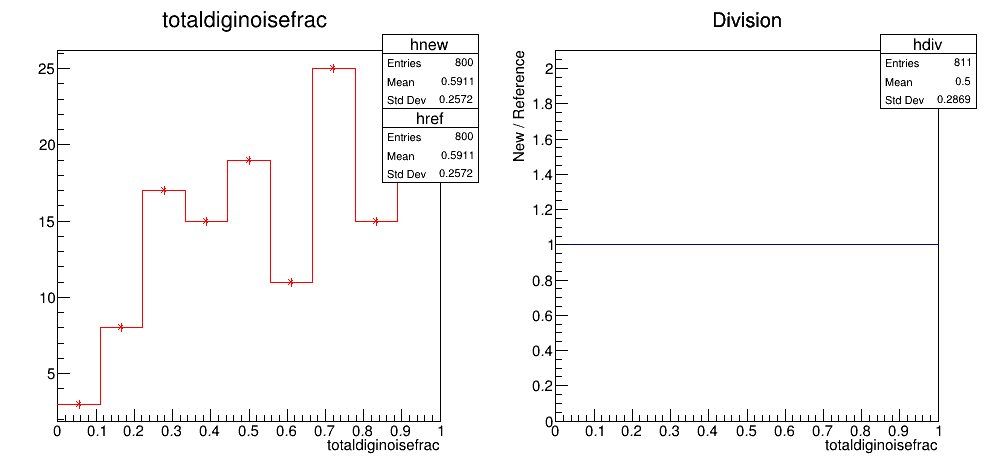 totaldiginoisefrac
hnew
Entries 800
Mean 0.5911
Std Dev 0.2572
href
Entries 800
Mean 0.5911
Std Dev 0.2572
25
20
15
10
5
0 0.1 0.2 0.3 0.4 0.5 0.6 0.7 0.8 0.9 1
totaldiginoisefrac
Division
hdiv
Entries 811
Mean 0.5
Std Dev 0.2869
New / Reference
2
1.8
1.6
1.4
1.2
1
0.8
0.6
0.4
0.2
0
0 0.1 0.2 0.3 0.4 0.5 0.6 0.7 0.8 0.9 1
totaldiginoisefrac